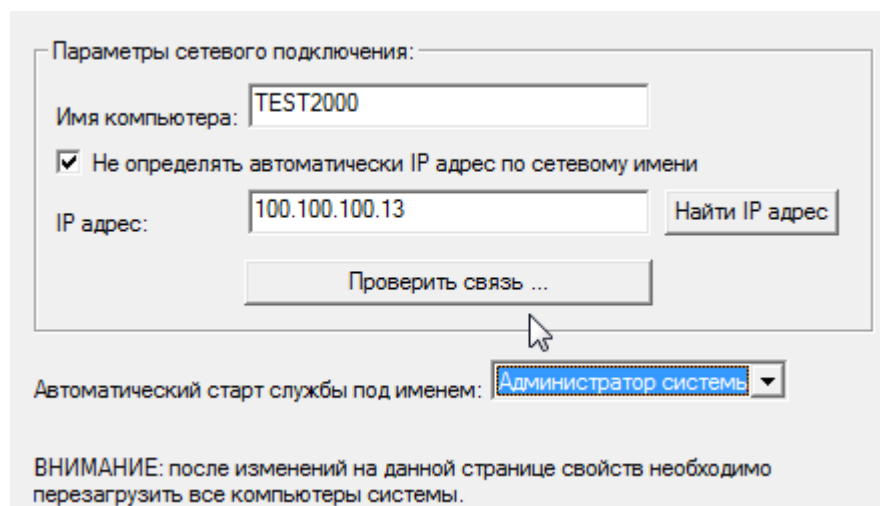 Параметры сетевого подключения:
Имя компьютера: TEST2000
Не определять автоматически IP адрес по сетевому имени
IP адрес: 100.100.100.13 Найти IP адрес
Проверить связь ...
Автоматический старт службы под именем: Администратор системы
ВНИМАНИЕ: после изменений на данной странице свойств необходимо
перезагрузить все компьютеры системы.